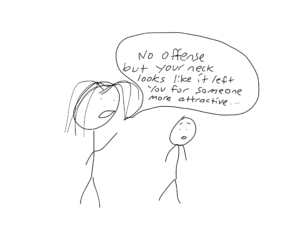 No offense
but your neck
looks like it left
you for someone
more attractive...